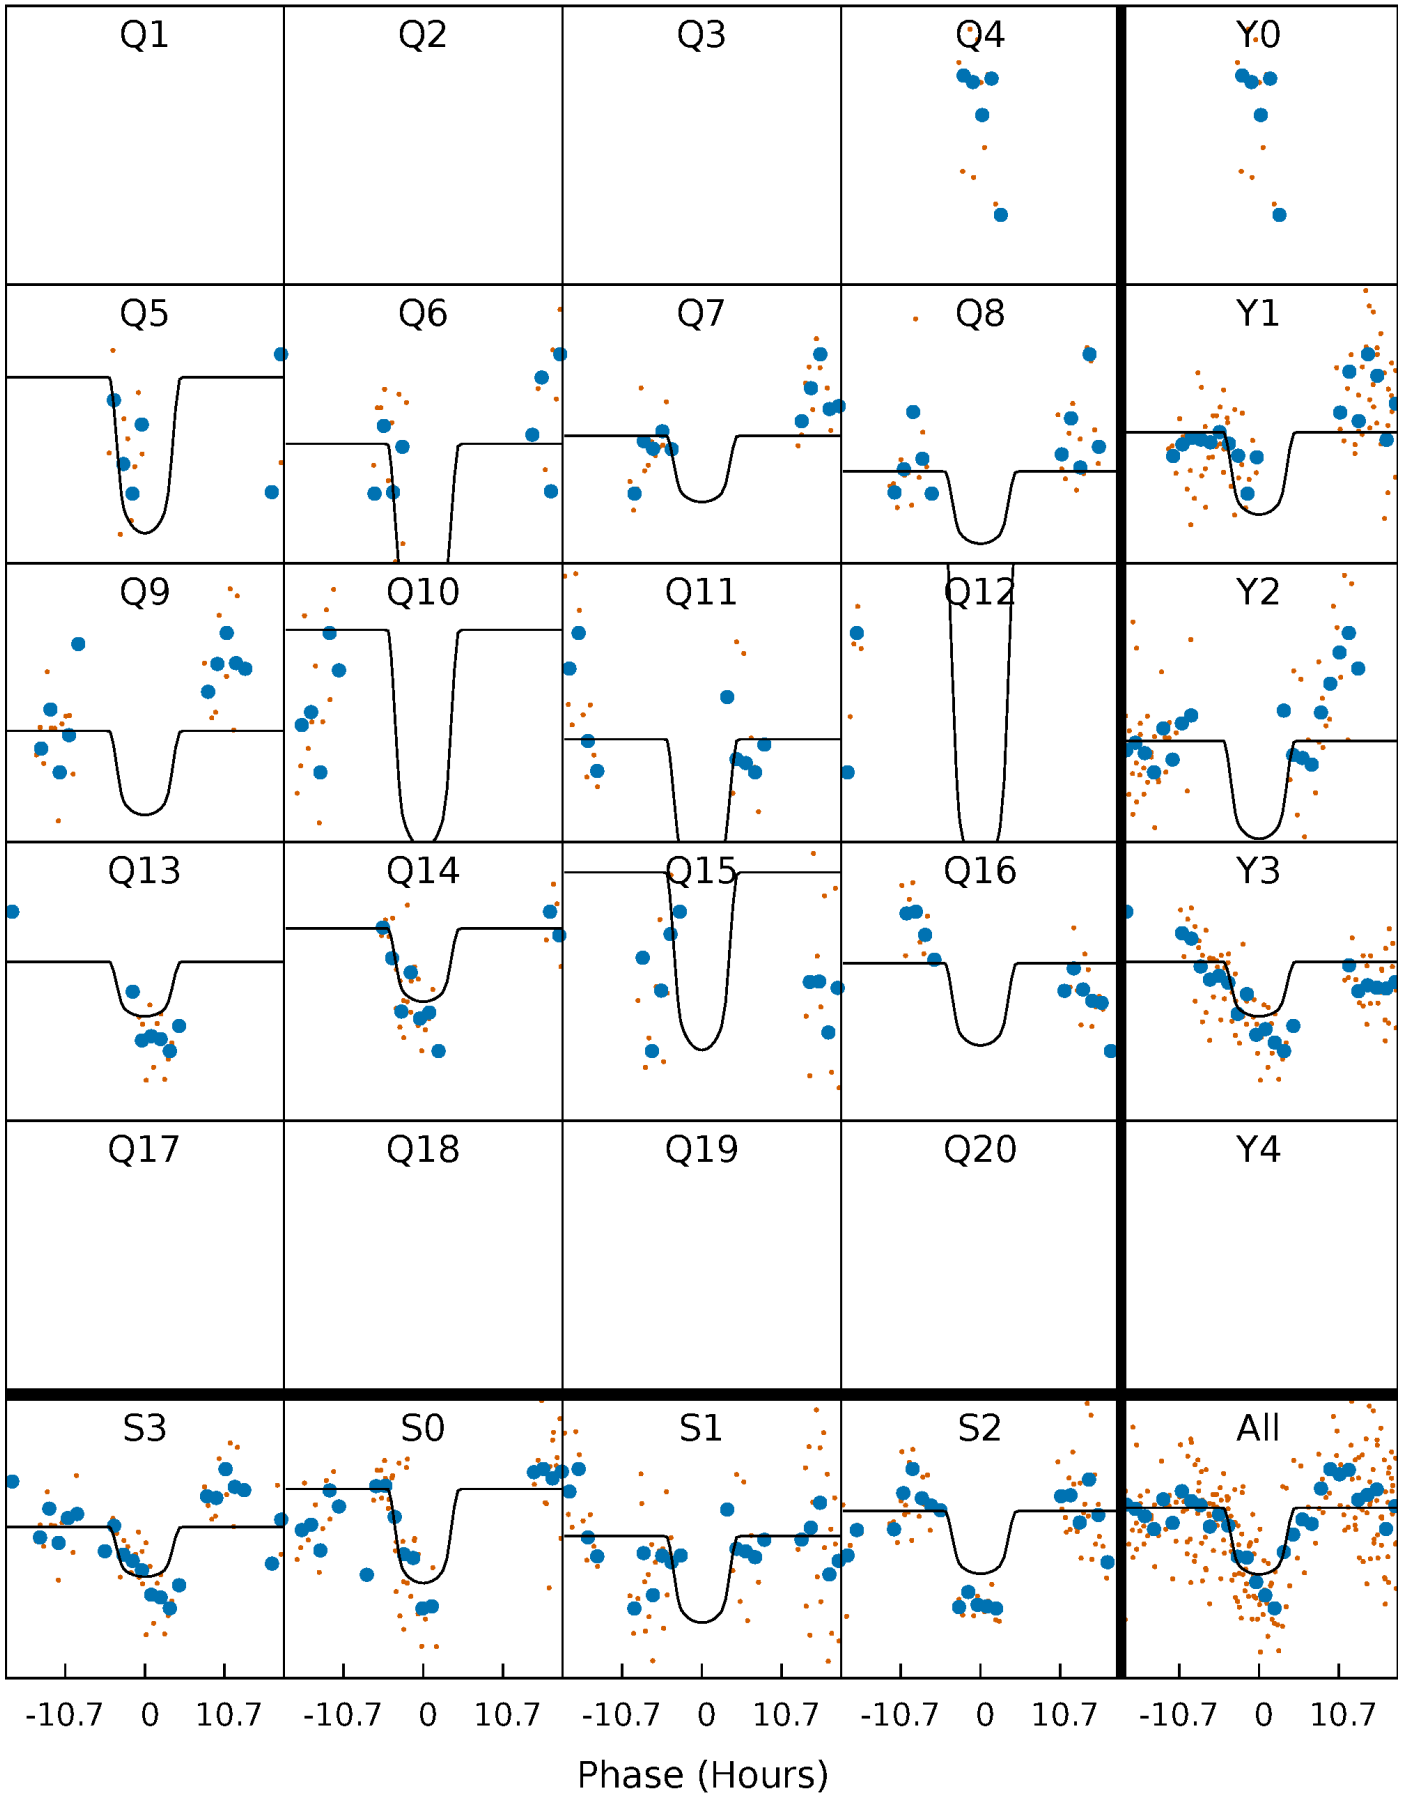 Q1 Q2 Q3 Q4 Y0
Q5 Q6 Q7 Q8 Y1
Q9 Q10 Q11 Q12 Y2
Q13 Q14 Q15 Q16 Y3
Q17 Q18 Q19 Q20 Y4
S3 S0 S1 S2 All
-10.7 0 10.7 -10.7 0 10.7 -10.7 0 10.7 -10.7 0 10.7 -10.7 0 10.7
Phase (Hours)